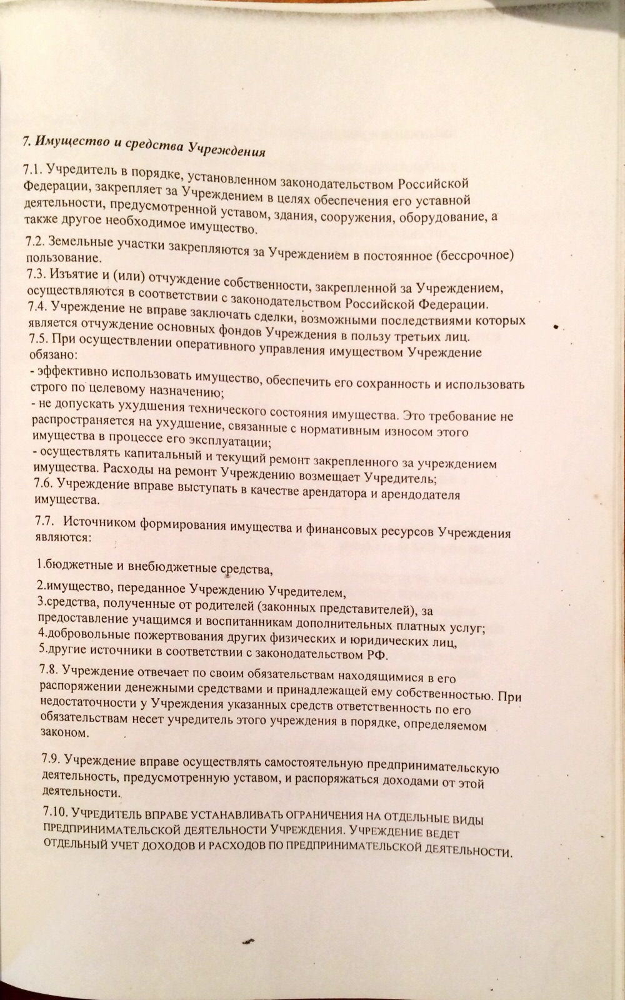 7. Имущество и средства Учреждения
7.1. Учредитель в порядке, установленном законодательством Российской
Федерации, закрепляет за Учреждением в целях обеспечения его уставной
деятельности, предусмотренной уставом, здания, сооружения, оборудование, а
также другое необходимое имущество.
7.2. Земельные участки закрепляются за Учреждением в постоянное (бессрочное)
пользование.
7.3. Изъятие и (или) отчуждение собственности, закрепленной за Учреждением,
осуществляются в соответствии с законодательством Российской Федерации.
7.4. Учреждение не вправе заключать сделки, возможными последствиями которых
является отчуждение основных фондов Учреждения в пользу третьих лиц.
7.5. При осуществлении оперативного управления имуществом Учреждение
обязано:
- эффективно использовать имущество, обеспечить его сохранность и использовать
строго по целевому назначению;
- не допускать ухудшения технического состояния имущества. Это требование не
распространяется на ухудшение, связанные с нормативным износом этого
имущества в процессе его эксплуатации;
- осуществлять капитальный и текущий ремонт закрепленного за учреждением
имущества. Расходы на ремонт Учреждению возмещает Учредитель;
7.6. Учреждение вправе выступать в качестве арендатора и арендодателя
имущества.
7.7. Источником формирования имущества и финансовых ресурсов Учреждения
являются:
1.бюджетные и внебюджетные средства,
2.имущество, переданное Учреждению Учредителем,
3.средства, полученные от родителей (законных представителей), за
предоставление учащимся и воспитанникам дополнительных платных услуг;
4.добровольные пожертвования других физических и юридических лиц,
5.другие источники в соответствии с законодательством РФ.
7.8. Учреждение отвечает по своим обязательствам находящимися в его
распоряжении денежными средствами и принадлежащей ему собственностью. При
недостаточности у Учреждения указанных средств ответственность по его
обязательствам несет учредитель этого учреждения в порядке, определяемом
законом.
7.9. Учреждение вправе осуществлять самостоятельную предпринимательскую
деятельность, предусмотренную уставом, и распоряжаться доходами от этой
деятельности.
7.10. УЧРЕДИТЕЛЬ ВПРАВЕ УСТАНАВЛИВАТЬ ОГРАНИЧЕНИЯ НА ОТДЕЛЬНЫЕ ВИДЫ
ПРЕДПРИНИМАТЕЛЬСКОЙ ДЕЯТЕЛЬНОСТИ УЧРЕЖДЕНИЯ. УЧРЕЖДЕНИЕ ВЕДЕТ
ОТДЕЛЬНЫЙ УЧЕТ ДОХОДОВ И РАСХОДОВ ПО ПРЕДПРИНИМАТЕЛЬСКОЙ ДЕЯТЕЛЬНОСТИ.